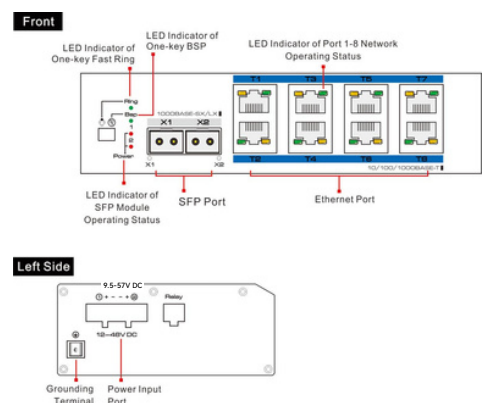 Front
LED Indicator of
One-key Fast Ring
LED Indicator of
One-key BSP
LED Indicator of Port 1-8 Network
Operating Status
T1 T3 T5 T7
Ring
Bsp
1
2
Power
1000BASE-SX/LX
X1 X2
X1 X2
T2 T4 T6 T8
10/100/1000BASE-T
LED Indicator of
SFP Module
Operating Status
SFP Port
Ethernet Port
Left Side
9.5-57V DC
+ - - +
Relay
12-48V DC
Grounding
Terminal
Power Input
Port